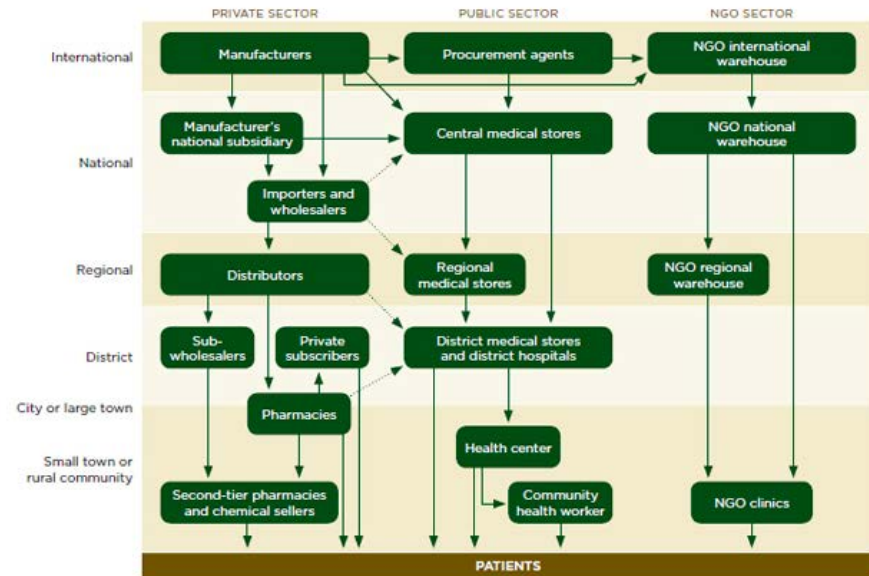 PRIVATE SECTOR
PUBLIC SECTOR
NGO SECTOR
International
Manufacturers
Procurement agents
NGO international
warehouse
National
Manufacturer's
national subsidiary
Central medical stores
NGO national
warehouse
Importers and
wholesalers
Regional
Distributors
Regional
medical stores
NGO regional
warehouse
District
Sub-
wholesalers
Private
subscribers
District medical stores
and district hospitals
City or large town
Pharmacies
Small town or
rural community
Health center
Second-tier pharmacies
and chemical sellers
Community
health worker
NGO clinics
PATIENTS